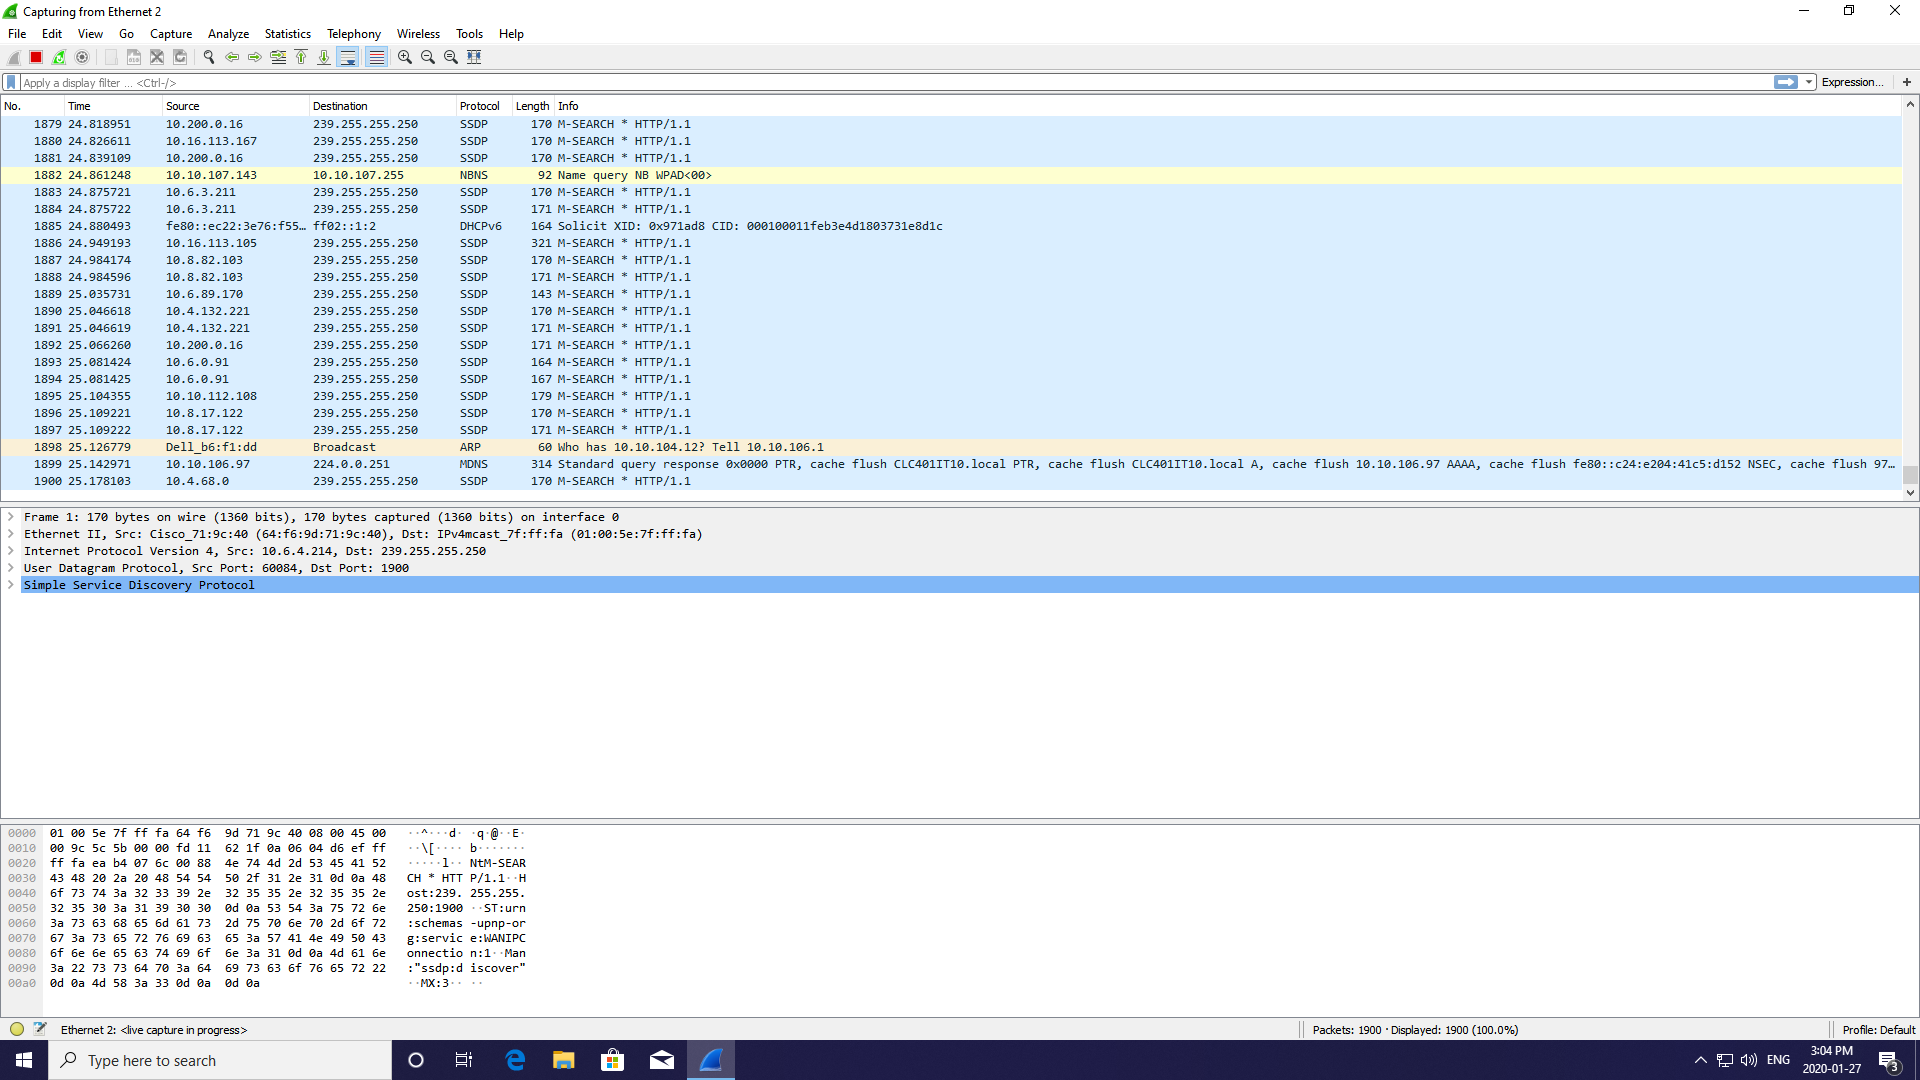 Capturing from Ethernet 2
File Edit View Go Capture Analyze Statistics Telephony Wireless Tools Help
Apply a display filter ... <Ctrl-/> Expression... +
No. Time Source Destination Protocol Length Info
1879 24.818951 10.200.0.16 239.255.255.250 SSDP 170 M-SEARCH * HTTP/1.1
1880 24.826611 10.16.113.167 239.255.255.250 SSDP 170 M-SEARCH * HTTP/1.1
1881 24.839109 10.200.0.16 239.255.255.250 SSDP 170 M-SEARCH * HTTP/1.1
1882 24.861248 10.10.107.143 10.10.107.255 NBNS 92 Name query NB WPAD<00>
1883 24.875721 10.6.3.211 239.255.255.250 SSDP 170 M-SEARCH * HTTP/1.1
1884 24.875722 10.6.3.211 239.255.255.250 SSDP 171 M-SEARCH * HTTP/1.1
1885 24.880493 fe80::ec22:3e76:f55… ff02::1:2 DHCPv6 164 Solicit XID: 0x971ad8 CID: 000100011feb3e4d1803731e8d1c
1886 24.949193 10.16.113.105 239.255.255.250 SSDP 321 M-SEARCH * HTTP/1.1
1887 24.984174 10.8.82.103 239.255.255.250 SSDP 170 M-SEARCH * HTTP/1.1
1888 24.984596 10.8.82.103 239.255.255.250 SSDP 171 M-SEARCH * HTTP/1.1
1889 25.035731 10.6.89.170 239.255.255.250 SSDP 143 M-SEARCH * HTTP/1.1
1890 25.046618 10.4.132.221 239.255.255.250 SSDP 170 M-SEARCH * HTTP/1.1
1891 25.046619 10.4.132.221 239.255.255.250 SSDP 171 M-SEARCH * HTTP/1.1
1892 25.066260 10.200.0.16 239.255.255.250 SSDP 171 M-SEARCH * HTTP/1.1
1893 25.081424 10.6.0.91 239.255.255.250 SSDP 164 M-SEARCH * HTTP/1.1
1894 25.081425 10.6.0.91 239.255.255.250 SSDP 167 M-SEARCH * HTTP/1.1
1895 25.104355 10.10.112.108 239.255.255.250 SSDP 179 M-SEARCH * HTTP/1.1
1896 25.109221 10.8.17.122 239.255.255.250 SSDP 170 M-SEARCH * HTTP/1.1
1897 25.109222 10.8.17.122 239.255.255.250 SSDP 171 M-SEARCH * HTTP/1.1
1898 25.126779 Dell_b6:f1:dd Broadcast ARP 60 Who has 10.10.104.12? Tell 10.10.106.1
1899 25.142971 10.10.106.97 224.0.0.251 MDNS 314 Standard query response 0x0000 PTR, cache flush CLC401IT10.local PTR, cache flush CLC401IT10.local A, cache flush 10.10.106.97 AAAA, cache flush fe80::c24:e204:41c5:d152 NSEC, cache flush 97…
1900 25.178103 10.4.68.0 239.255.255.250 SSDP 170 M-SEARCH * HTTP/1.1
Frame 1: 170 bytes on wire (1360 bits), 170 bytes captured (1360 bits) on interface 0
Ethernet II, Src: Cisco_71:9c:40 (64:f6:9d:71:9c:40), Dst: IPv4mcast_7f:ff:fa (01:00:5e:7f:ff:fa)
Internet Protocol Version 4, Src: 10.6.4.214, Dst: 239.255.255.250
User Datagram Protocol, Src Port: 60084, Dst Port: 1900
Simple Service Discovery Protocol
0000 01 00 5e 7f ff fa 64 f6 9d 71 9c 40 08 00 45 00 ··^···d· ·q·@··E·
0010 00 9c 5c 5b 00 00 fd 11 62 1f 0a 06 04 d6 ef ff ··\[···· b·······
0020 ff fa ea b4 07 6c 00 88 4e 74 4d 2d 53 45 41 52 ·····l·· NtM-SEAR
0030 43 48 20 2a 20 48 54 54 50 2f 31 2e 31 0d 0a 48 CH * HTT P/1.1··H
0040 6f 73 74 3a 32 33 39 2e 32 35 35 2e 32 35 35 2e ost:239. 255.255.
0050 32 35 30 3a 31 39 30 30 0d 0a 53 54 3a 75 72 6e 250:1900 ··ST:urn
0060 3a 73 63 68 65 6d 61 73 2d 75 70 6e 70 2d 6f 72 :schemas -upnp-or
0070 67 3a 73 65 72 76 69 63 65 3a 57 41 4e 49 50 43 g:servic e:WANIPC
0080 6f 6e 6e 65 63 74 69 6f 6e 3a 31 0d 0a 4d 61 6e onnectio n:1··Man
0090 3a 22 73 73 64 70 3a 64 69 73 63 6f 76 65 72 22 :"ssdp:d iscover"
00a0 0d 0a 4d 58 3a 33 0d 0a 0d 0a ··MX:3·· ··
Ethernet 2: <live capture in progress> Packets: 1900 · Displayed: 1900 (100.0%) Profile: Default
Type here to search ENG 3:04 PM
2020-01-27 3